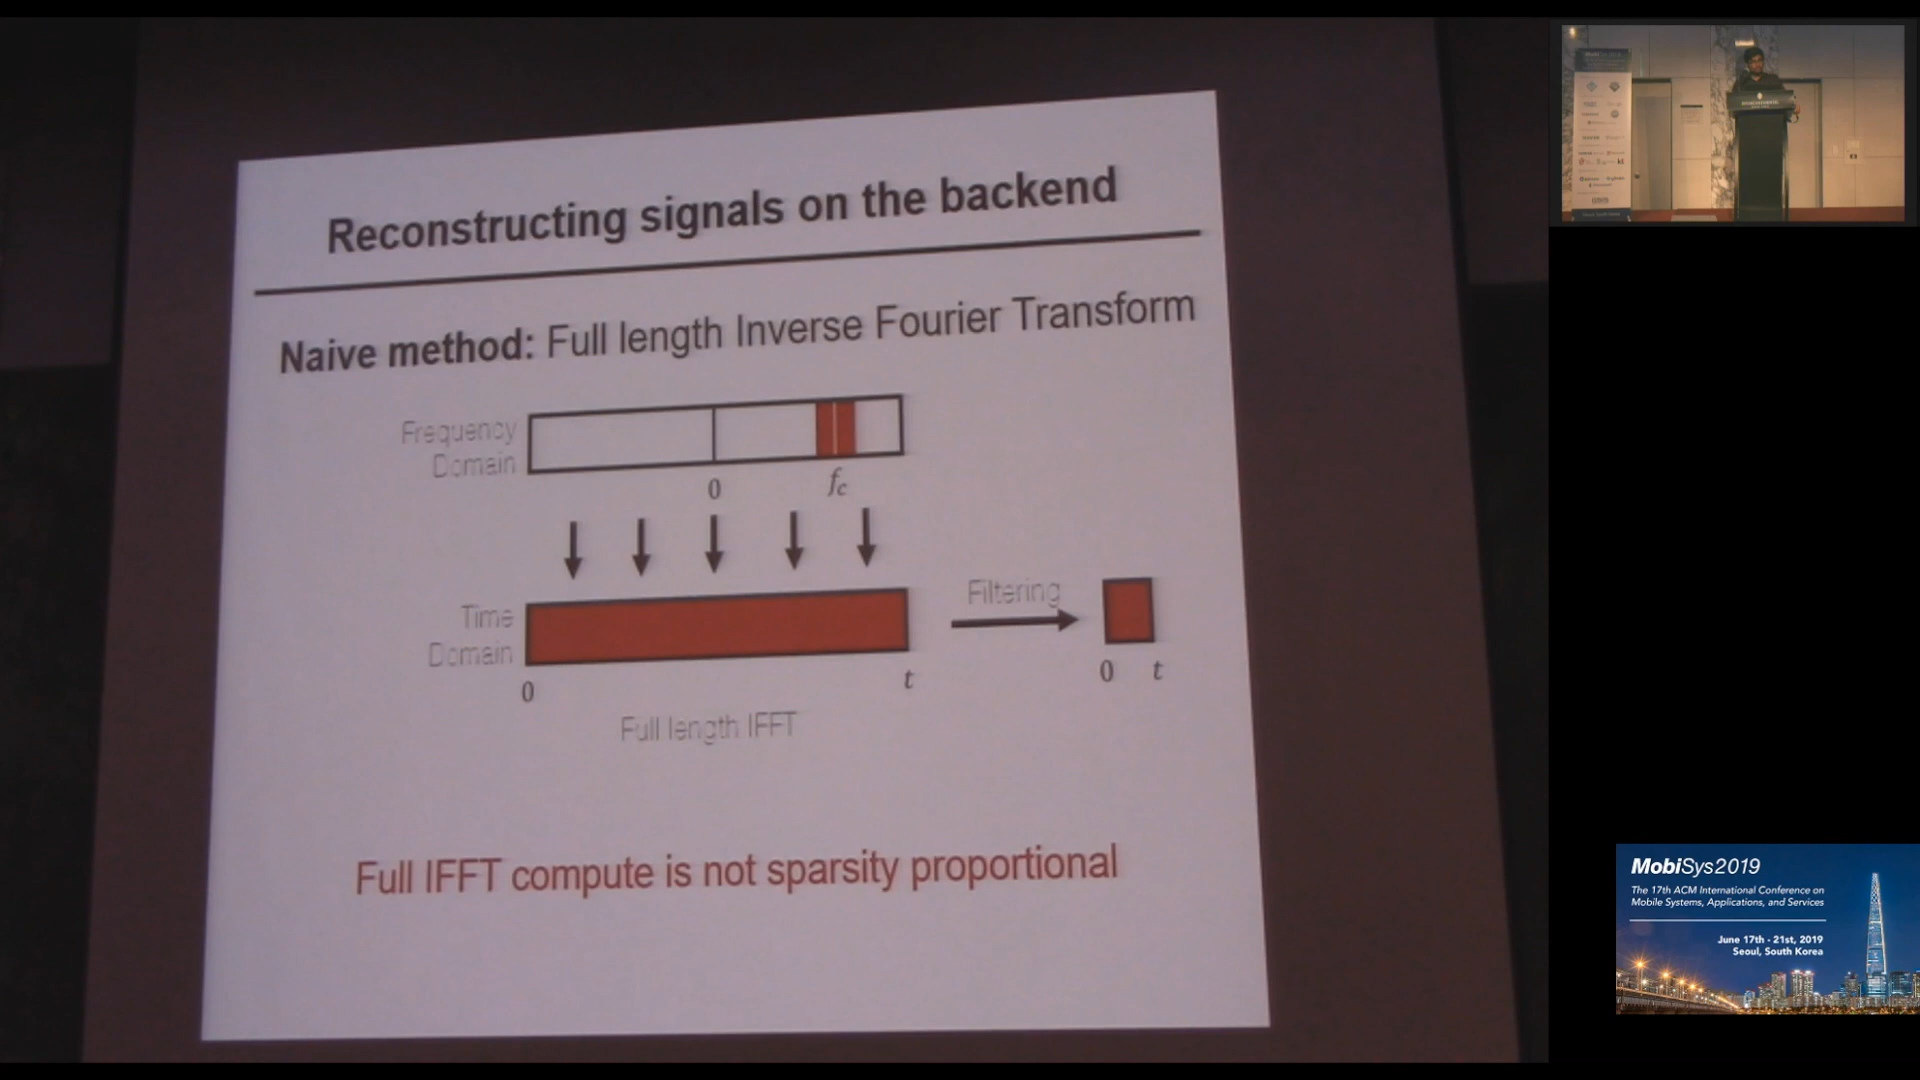 Reconstructing signals on the backend
Naive method: Full length Inverse Fourier Transform
Frequency
Domain
0
fc
Time
Domain
0
t
Filtering
0
t
Full length IFFT
Full IFFT compute is not sparsity proportional
MobiSys2019
The 17th ACM International Conference on
Mobile Systems, Applications, and Services
June 17th - 21st, 2019
Seoul, South Korea